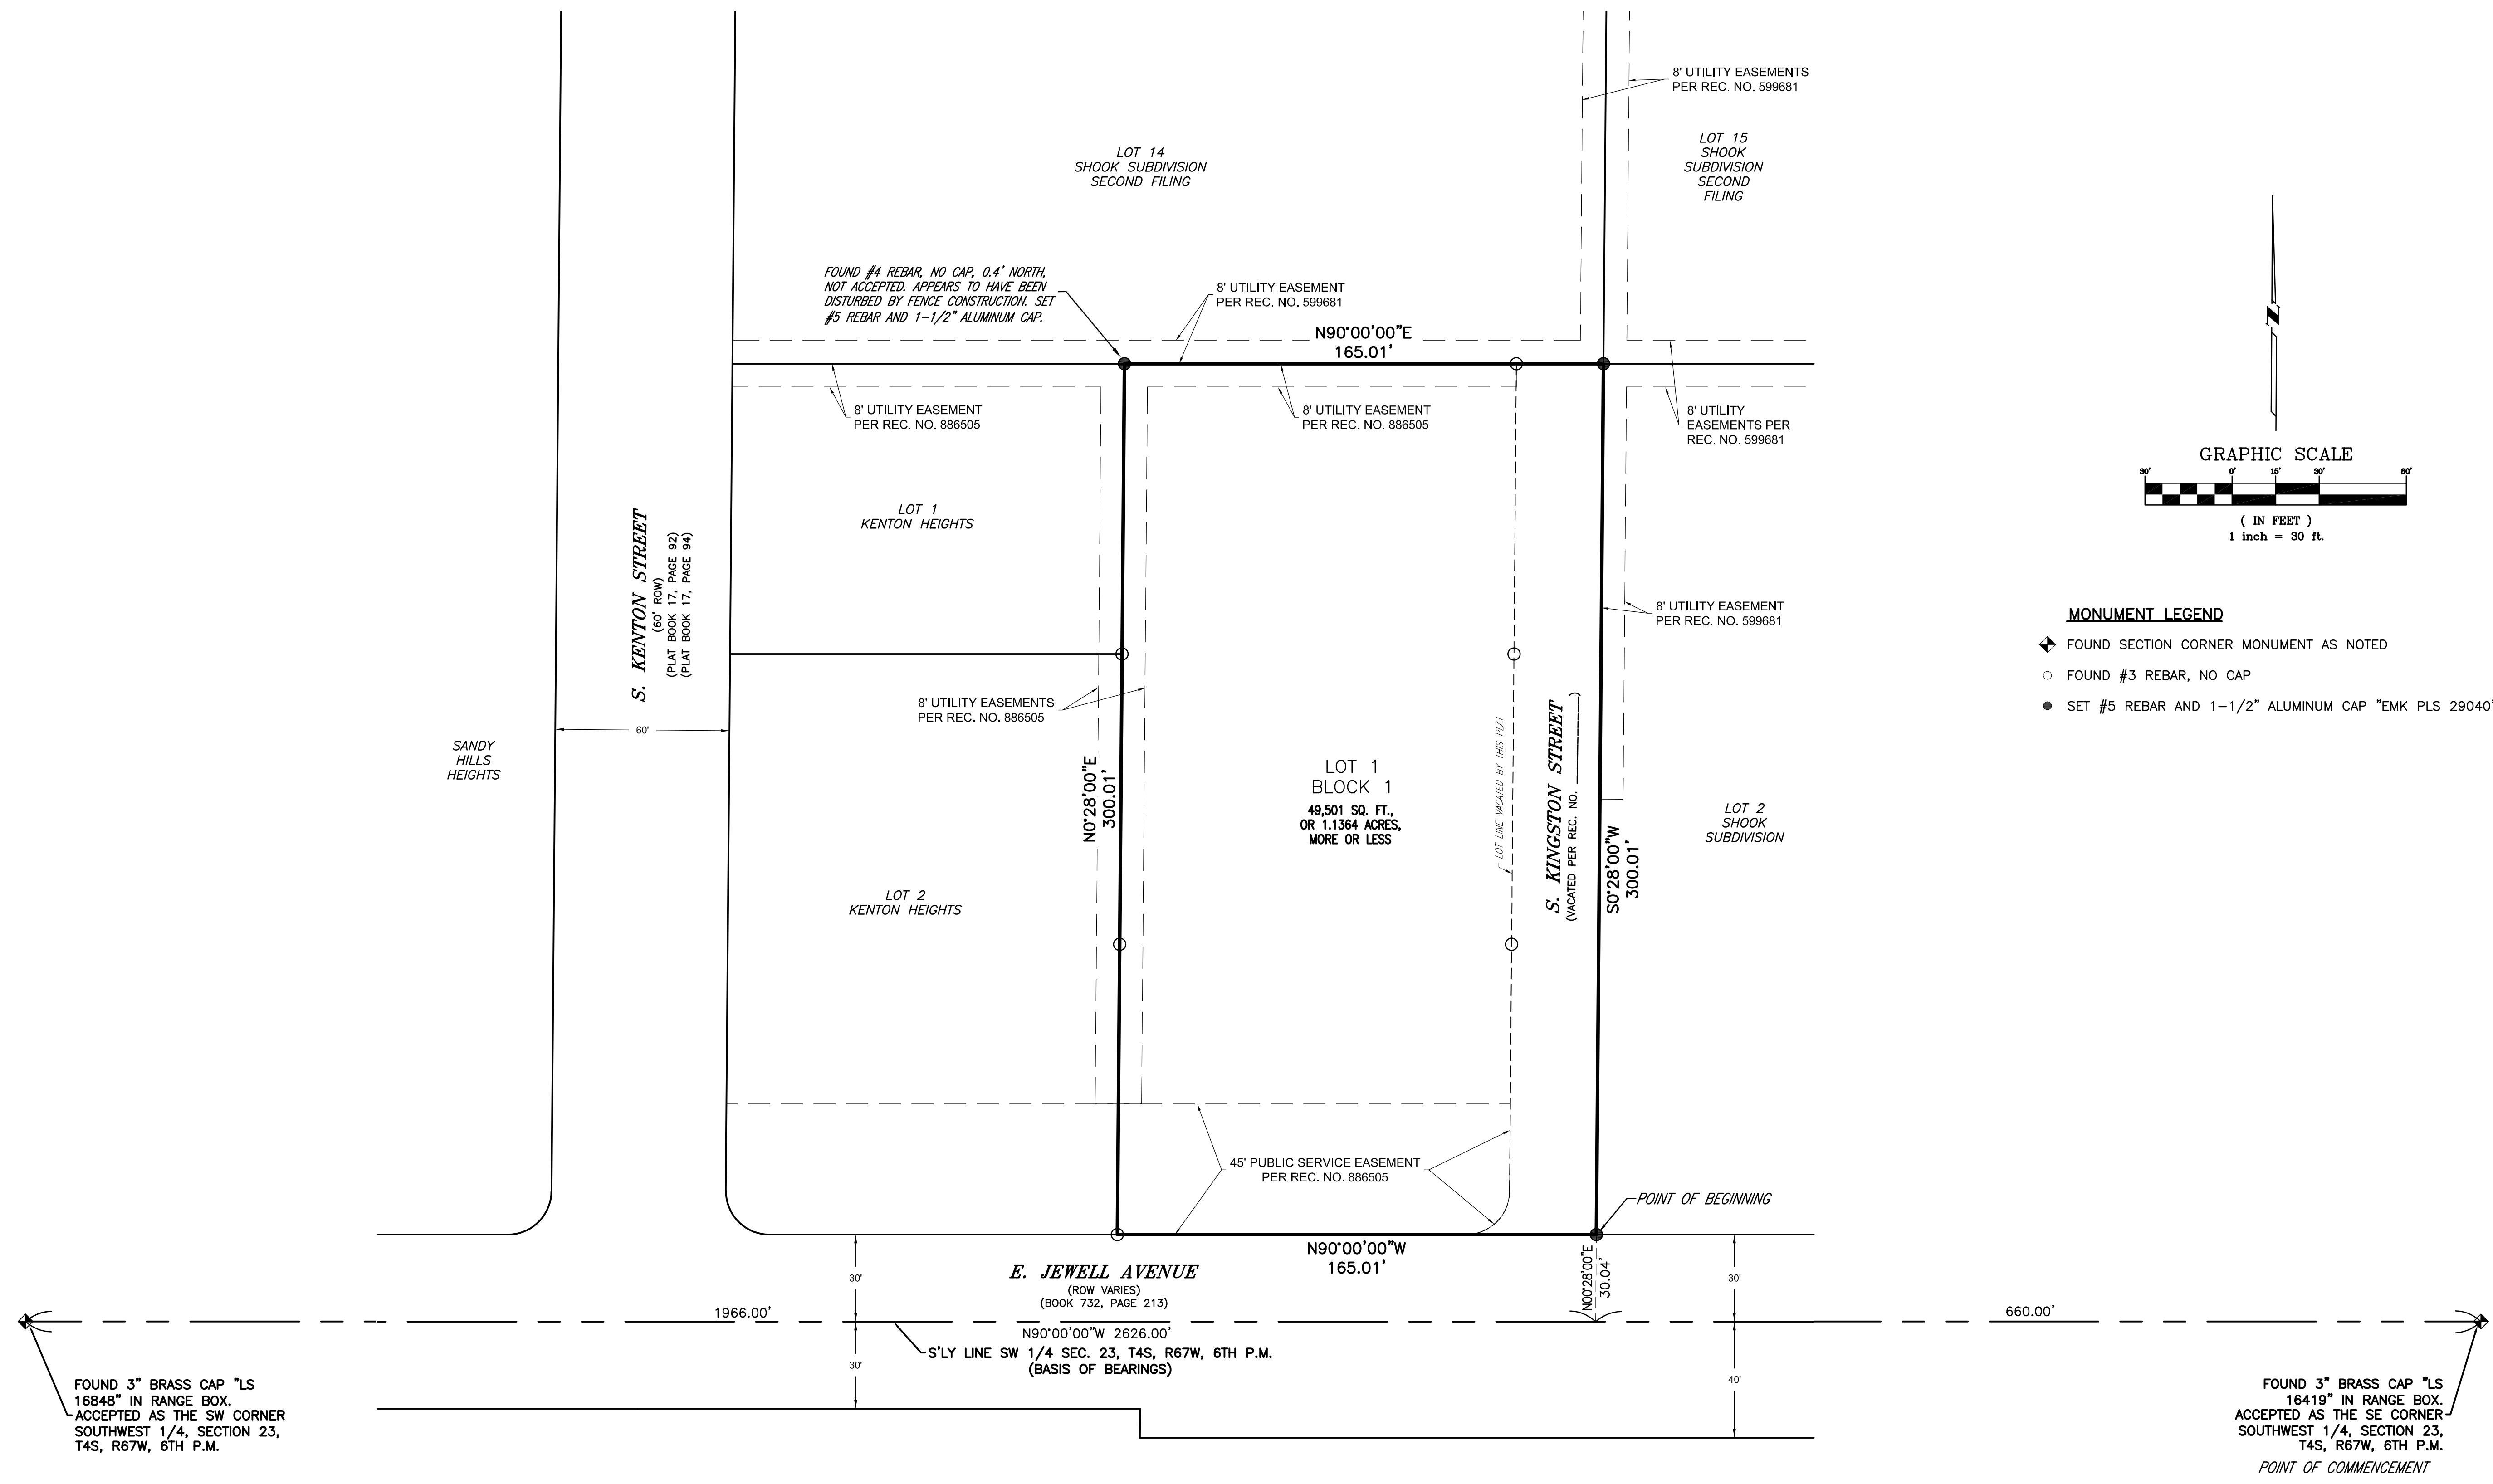 8' UTILITY EASEMENTS
PER REC. NO. 599681
LOT 14
SHOOK SUBDIVISION
SECOND FILING
LOT 15
SHOOK
SUBDIVISION
SECOND
FILING
FOUND #4 REBAR, NO CAP, 0.4' NORTH,
NOT ACCEPTED. APPEARS TO HAVE BEEN
DISTURBED BY FENCE CONSTRUCTION. SET
#5 REBAR AND 1-1/2" ALUMINUM CAP.
8' UTILITY EASEMENT
PER REC. NO. 599681
N90°00'00"E
165.01'
8' UTILITY EASEMENT
PER REC. NO. 886505
8' UTILITY EASEMENT
PER REC. NO. 886505
8' UTILITY
EASEMENTS PER
REC. NO. 599681
N
GRAPHIC SCALE
30' 0' 15' 30' 60'
( IN FEET )
1 inch = 30 ft.
LOT 1
KENTON HEIGHTS
S. KENTON STREET
(60' ROW)
(PLAT BOOK 17, PAGE 92)
(PLAT BOOK 17, PAGE 94)
60'
SANDY
HILLS
HEIGHTS
8' UTILITY EASEMENTS
PER REC. NO. 886505
8' UTILITY EASEMENT
PER REC. NO. 599681
MONUMENT LEGEND
FOUND SECTION CORNER MONUMENT AS NOTED
FOUND #3 REBAR, NO CAP
SET #5 REBAR AND 1-1/2" ALUMINUM CAP "EMK PLS 29040"
N0°28'00"E
300.01'
LOT 1
BLOCK 1
49,501 SQ. FT.,
OR 1.1364 ACRES,
MORE OR LESS
LOT LINE VACATED BY THIS PLAT
S. KINGSTON STREET
(VACATED PER REC. NO. __________)
S0°28'00"W
300.01'
LOT 2
SHOOK
SUBDIVISION
LOT 2
KENTON HEIGHTS
45' PUBLIC SERVICE EASEMENT
PER REC. NO. 886505
POINT OF BEGINNING
N90°00'00"W
165.01'
N00°28'00"E
30.04'
E. JEWELL AVENUE
(ROW VARIES)
(BOOK 732, PAGE 213)
30'
30'
1966.00'
660.00'
N90°00'00"W 2626.00'
S'LY LINE SW 1/4 SEC. 23, T4S, R67W, 6TH P.M.
(BASIS OF BEARINGS)
30'
40'
FOUND 3" BRASS CAP "LS
16848" IN RANGE BOX.
ACCEPTED AS THE SW CORNER
SOUTHWEST 1/4, SECTION 23,
T4S, R67W, 6TH P.M.
FOUND 3" BRASS CAP "LS
16419" IN RANGE BOX.
ACCEPTED AS THE SE CORNER
SOUTHWEST 1/4, SECTION 23,
T4S, R67W, 6TH P.M.
POINT OF COMMENCEMENT